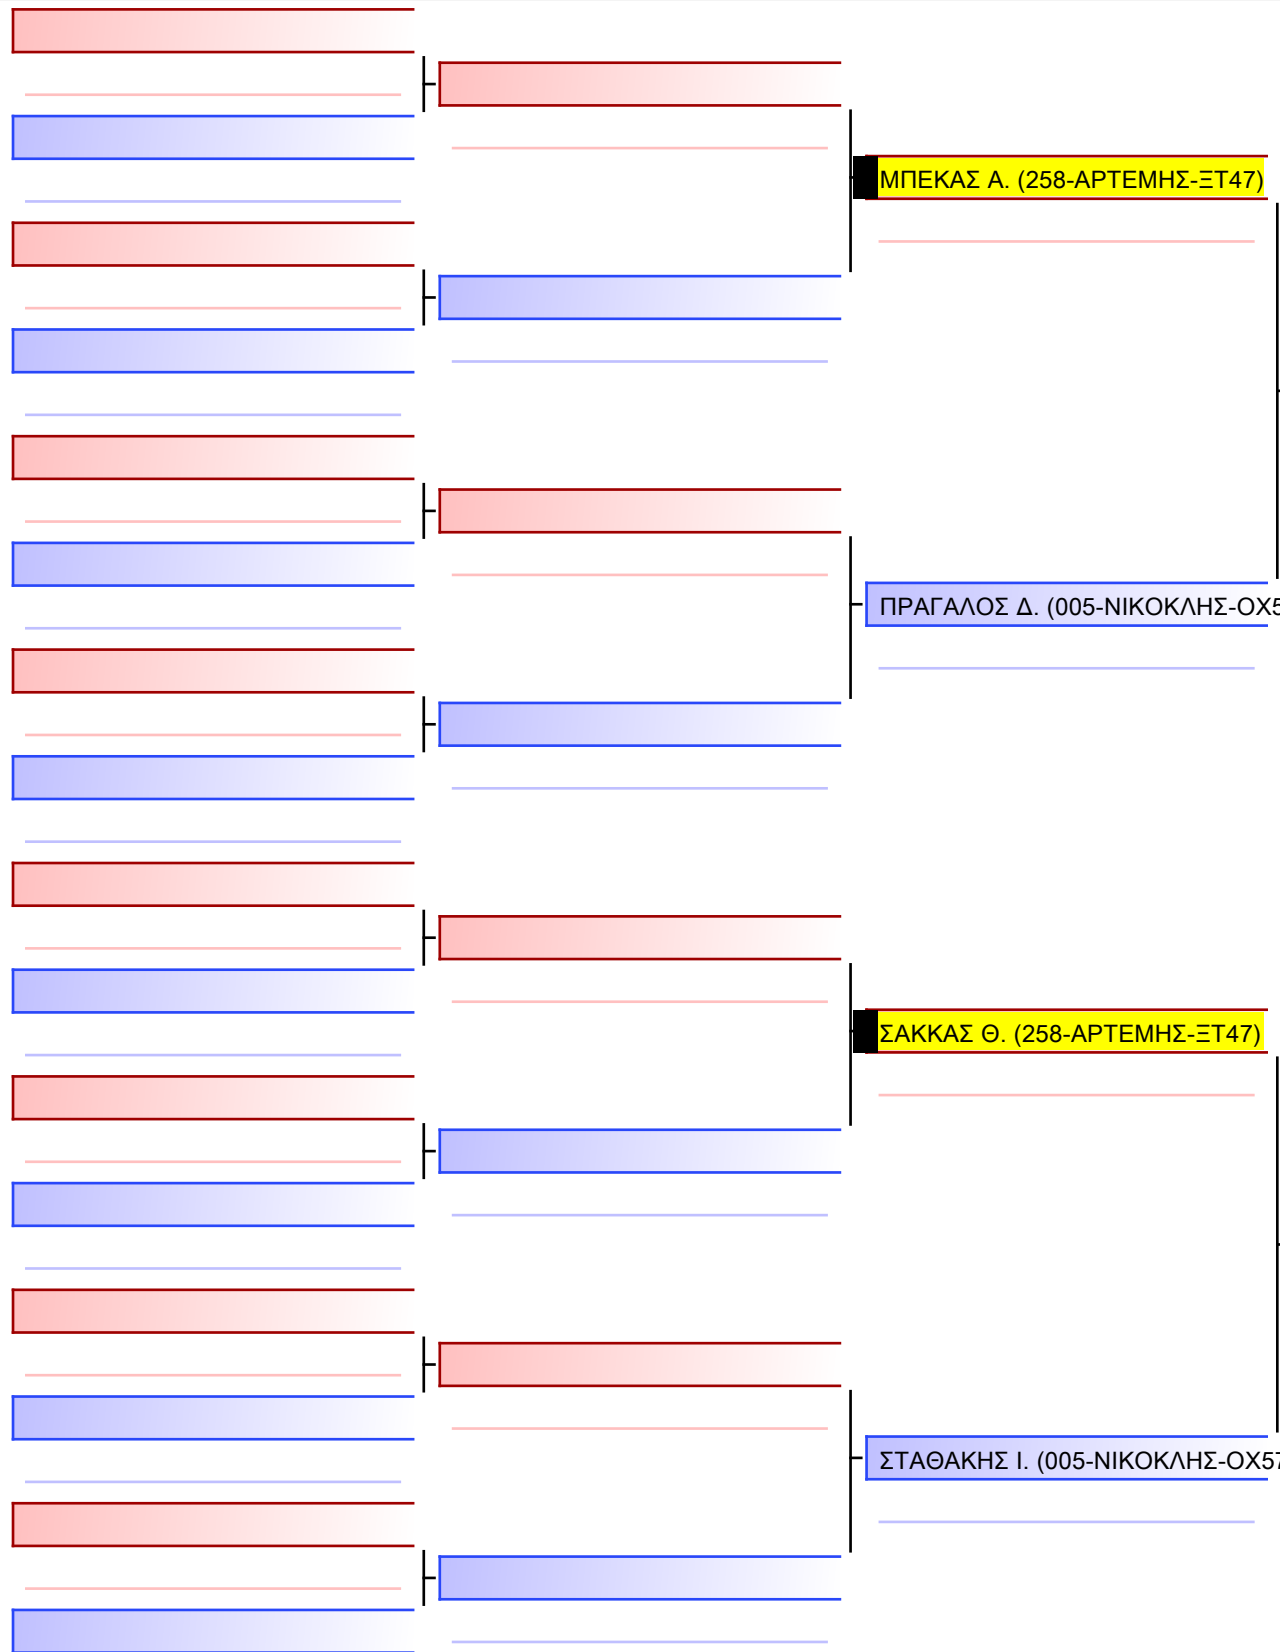 ΜΠΕΚΑΣ Α. (258-ΑΡΤΕΜΗΣ-ΞΤ47)
ΠΡΑΓΑΛΟΣ Δ. (005-ΝΙΚΟΚΛΗΣ-ΟΧ5
ΣΑΚΚΑΣ Θ. (258-ΑΡΤΕΜΗΣ-ΞΤ47)
ΣΤΑΘΑΚΗΣ Ι. (005-ΝΙΚΟΚΛΗΣ-ΟΧ57